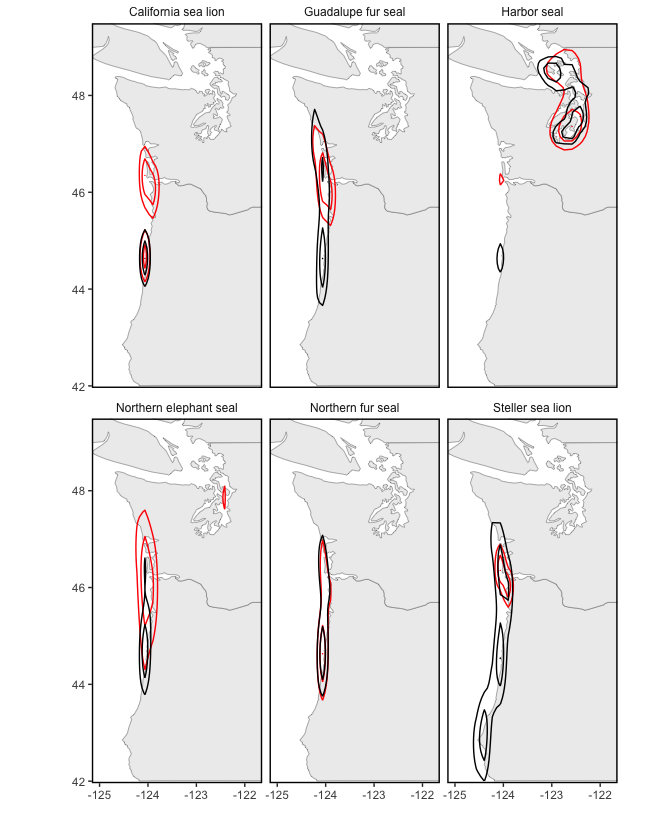 California sea lion
Guadalupe fur seal
Harbor seal
48
46
44
42
Northern elephant seal
Northern fur seal
Steller sea lion
48
46
44
42
-125 -124 -123 -122 -125 -124 -123 -122 -125 -124 -123 -122